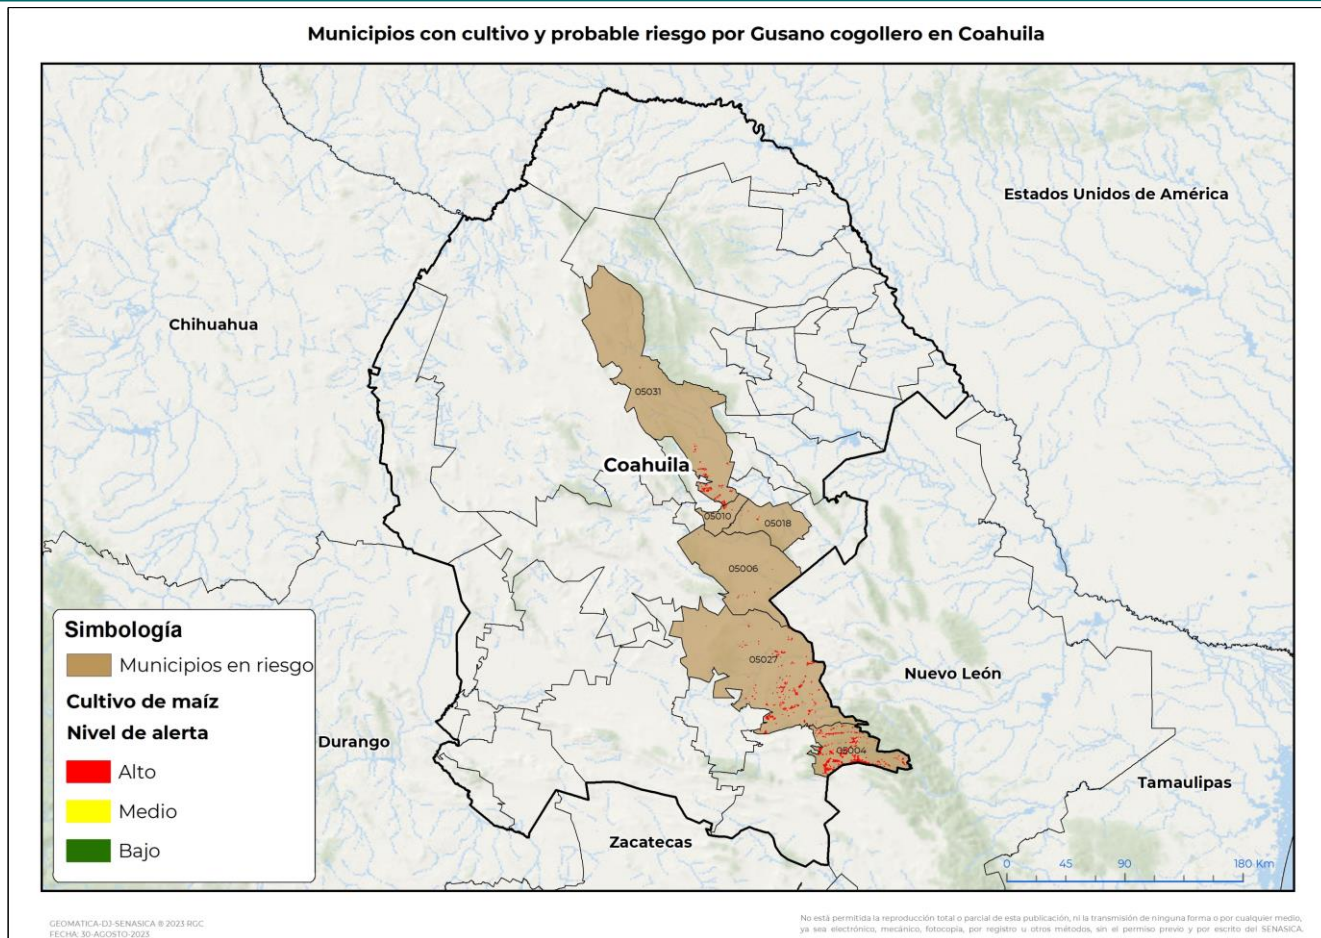 Municipios con cultivo y probable riesgo por Gusano cogollero en Coahuila
Estados Unidos de América
Chihuahua
05031
Coahuila
05010
05018
05006
05027
Nuevo León
05004
Durango
Tamaulipas
Zacatecas
Simbología
Municipios en riesgo
Cultivo de maíz
Nivel de alerta
Alto
Medio
Bajo
0 45 90 180 Km
GEOMATICA-DJ-SENASICA ® 2023 RGC
FECHA: 30-AGOSTO-2023
No está permitida la reproducción total o parcial de esta publicación, ni la transmisión de ninguna forma o por cualquier medio,
ya sea electrónico, mecánico, fotocopia, por registro u otros métodos, sin el permiso previo y por escrito del SENASICA.